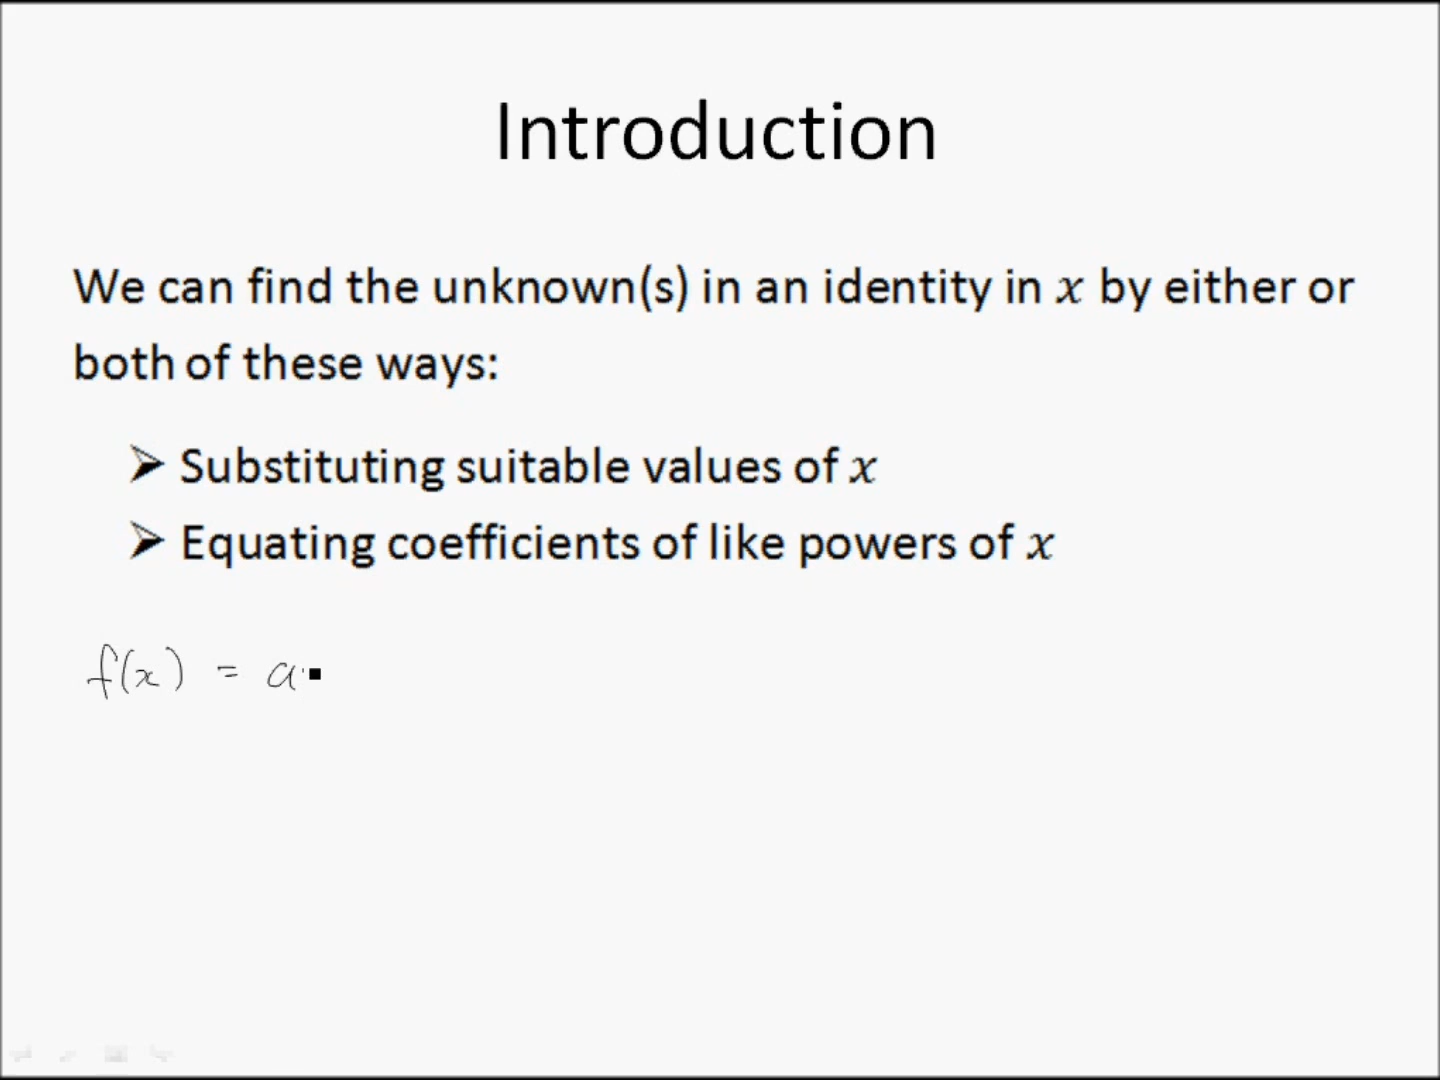 Introduction
We can find the unknown(s) in an identity in x by either or
both of these ways:
➢ Substituting suitable values of x
➢ Equating coefficients of like powers of x
f(x) = a